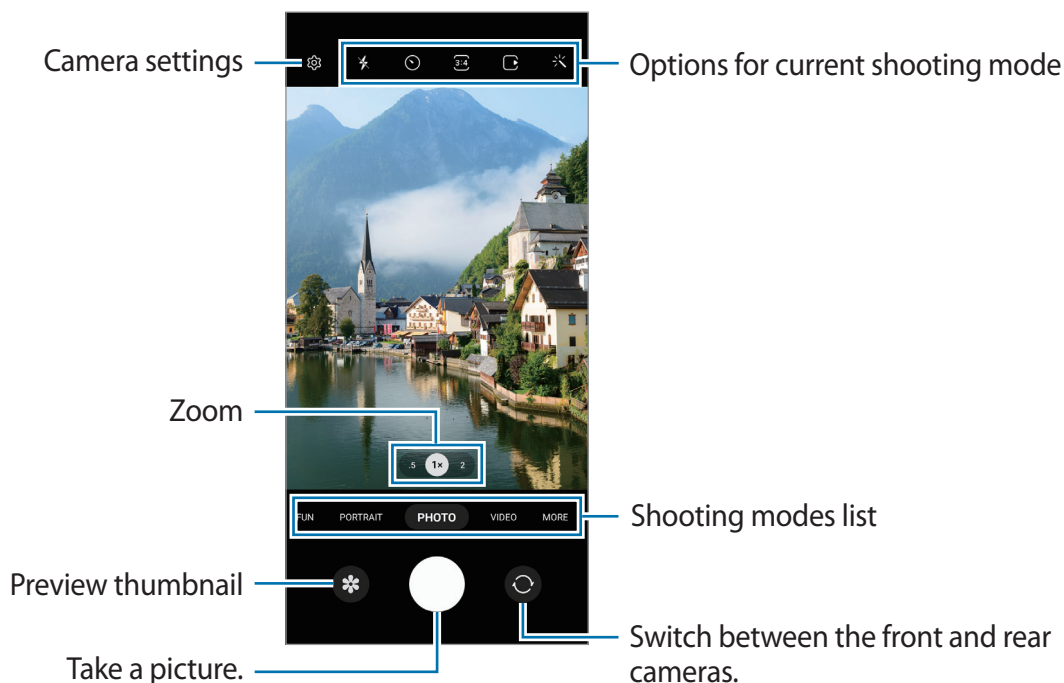 Camera settings
Options for current shooting mode
3:4
Zoom
.5 1× 2
FUN PORTRAIT PHOTO VIDEO MORE
Shooting modes list
Preview thumbnail
Switch between the front and rear
cameras.
Take a picture.